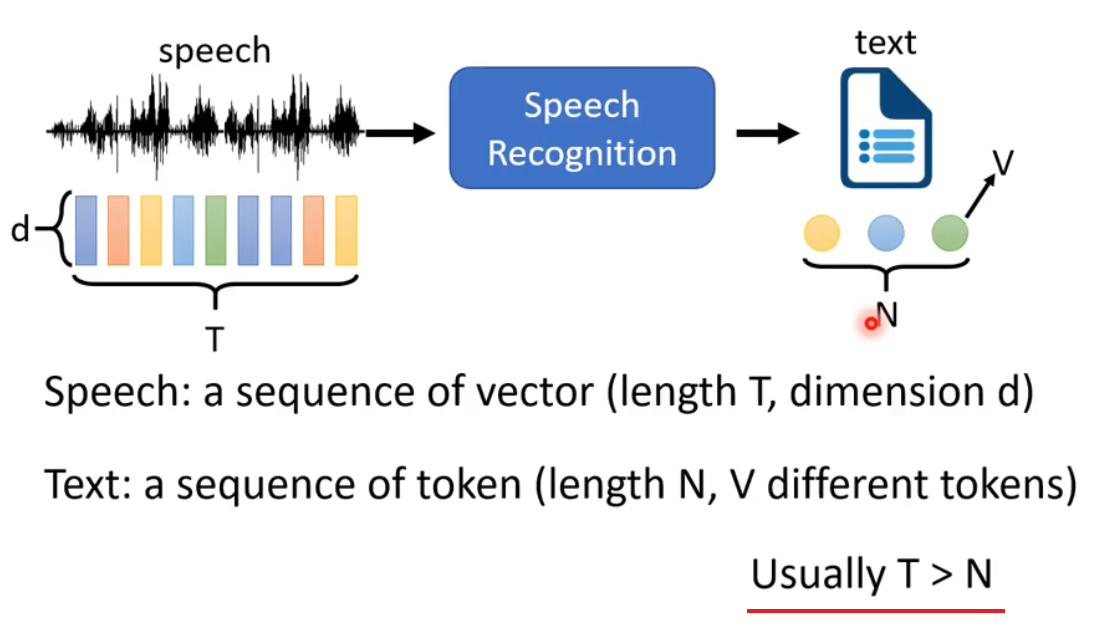 speech
text
Speech
Recognition
V
d
T
N
Speech: a sequence of vector (length T, dimension d)
Text: a sequence of token (length N, V different tokens)
Usually T > N